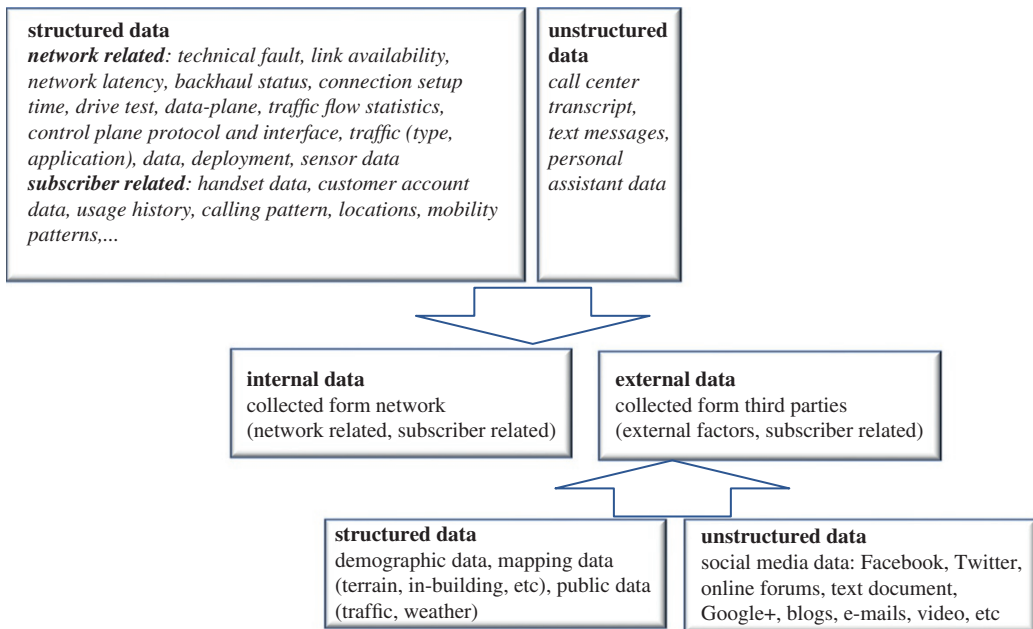 structured data
network related: technical fault, link availability,
network latency, backhaul status, connection setup
time, drive test, data-plane, traffic flow statistics,
control plane protocol and interface, traffic (type,
application), data, deployment, sensor data
subscriber related: handset data, customer account
data, usage history, calling pattern, locations, mobility
patterns,...
unstructured
data
call center
transcript,
text messages,
personal
assistant data
internal data
collected form network
(network related, subscriber related)
external data
collected form third parties
(external factors, subscriber related)
structured data
demographic data, mapping data
(terrain, in-building, etc), public data
(traffic, weather)
unstructured data
social media data: Facebook, Twitter,
online forums, text document,
Google+, blogs, e-mails, video, etc